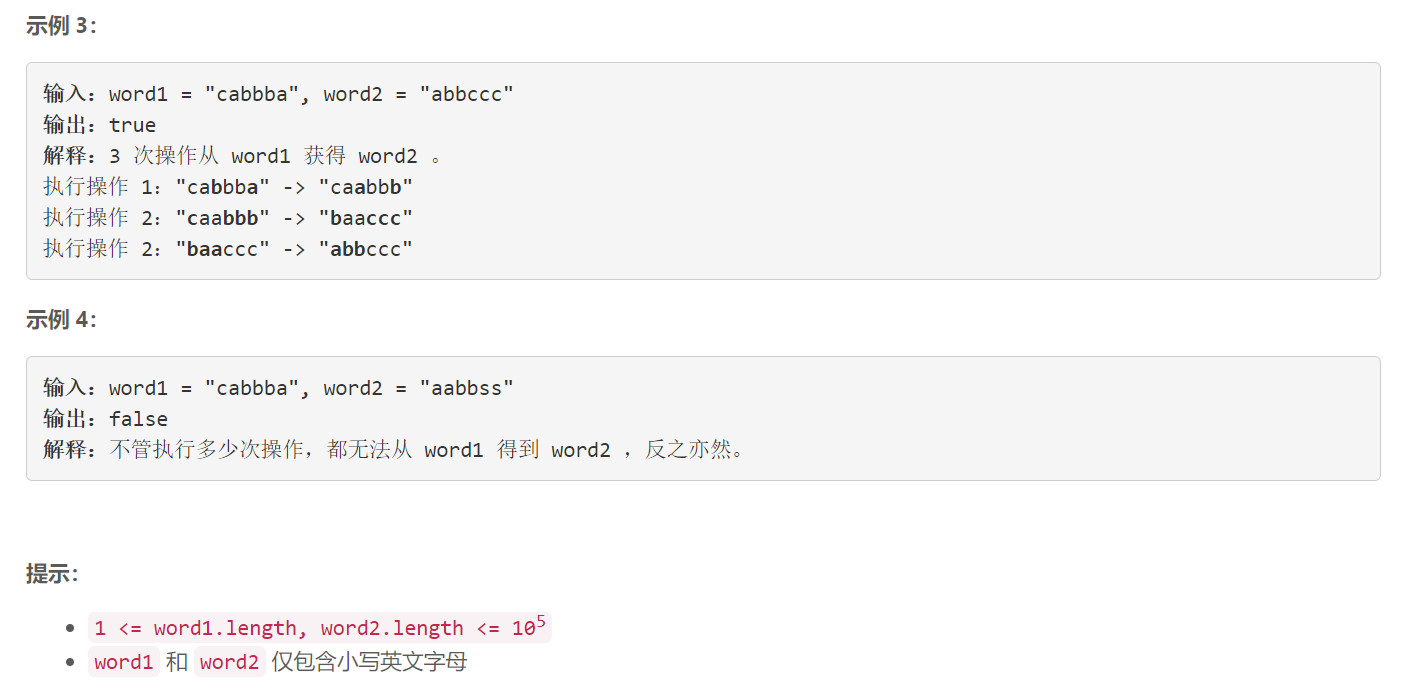 示例 3：
输入：word1 = "cabbba", word2 = "abbccc"
输出：true
解释：3 次操作从 word1 获得 word2 。
执行操作 1："cabbba" -> "caabbb"
执行操作 2："caabbb" -> "baaccc"
执行操作 2："baaccc" -> "abbccc"
示例 4：
输入：word1 = "cabbba", word2 = "aabbss"
输出：false
解释：不管执行多少次操作，都无法从 word1 得到 word2 ，反之亦然。
提示：
1 <= word1.length, word2.length <= 10⁵
word1 和 word2 仅包含小写英文字母